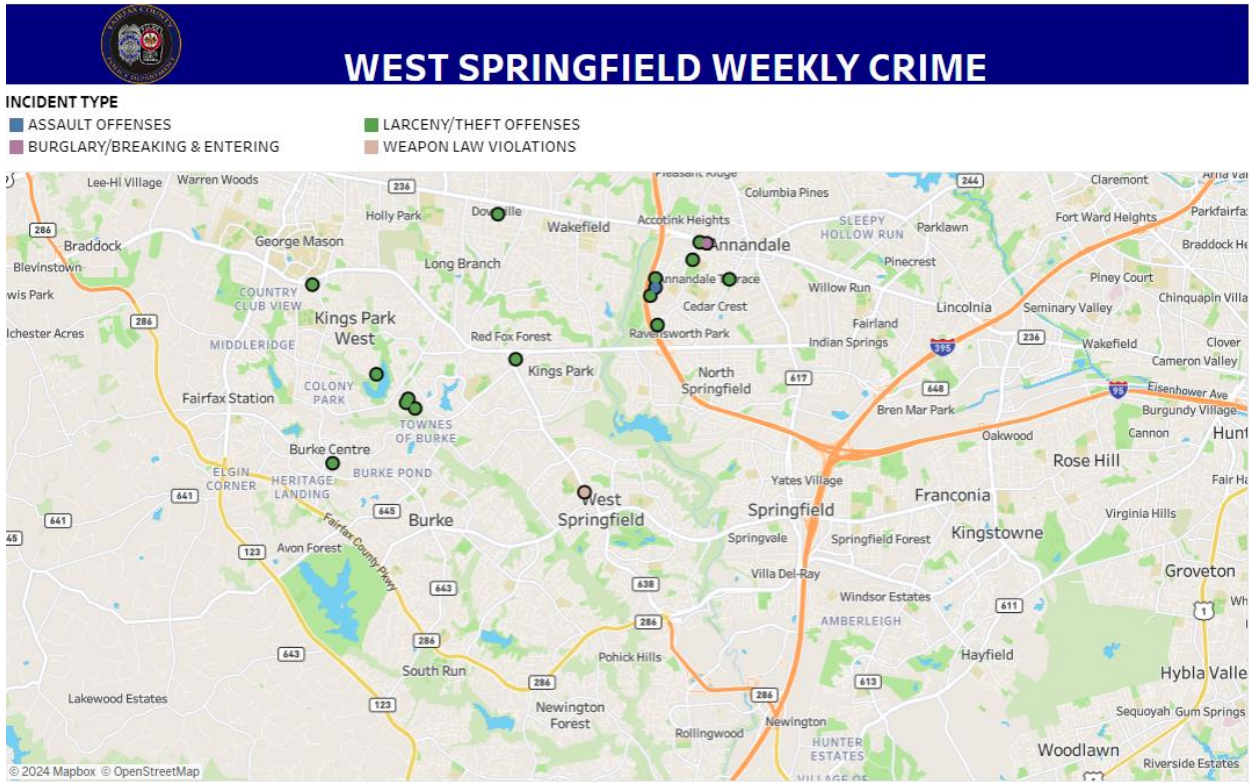 FAIRFAX COUNTY
POLICE DEPARTMENT
WEST SPRINGFIELD WEEKLY CRIME
INCIDENT TYPE
ASSAULT OFFENSES
LARCENY/THEFT OFFENSES
BURGLARY/BREAKING & ENTERING
WEAPON LAW VIOLATIONS
Lee-Hi Village
Warren Woods
236
Columbia Pines
244
Claremont
Holly Park
Wakefield
Accotink Heights
SLEEPY
HOLLOW RUN
Parklawn
Fort Ward Heights
286
Braddock
George Mason
Annandale
Long Branch
Pinecrest
Blevinstown
Willow Run
Piney Court
COUNTRY
CLUB VIEW
Cedar Crest
Lincolnia
Seminary Valley
286
Kings Park
West
Red Fox Forest
Ravensworth Park
Fairland
Indian Springs
236
Wakefield
Clover
MIDDLERIDGE
395
Cameron Valley
Kings Park
North
Springfield
617
648
95
Eisenhower Ave
COLONY
PARK
Fairfax Station
Bren Mar Park
Burgundy Village
TOWNES
OF BURKE
Oakwood
Cannon
Burke Centre
Rose Hill
ELGIN
CORNER
HERITAGE
LANDING
BURKE POND
Yates Village
641
645
West
Springfield
Springfield
Franconia
Virginia Hills
641
Burke
Fairfax County Pkwy
Kingstowne
123
Avon Forest
Springvale
Springfield Forest
643
638
Villa Del-Ray
Groveton
Windsor Estates
611
1
286
AMBERLEIGH
286
643
Pohick Hills
Hayfield
South Run
286
286
613
Lakewood Estates
123
Newington
Forest
Newington
Sequoyah
Gum Springs
Rollingwood
HUNTER
ESTATES
Woodlawn
Riverside Estates
© 2024 Mapbox © OpenStreetMap